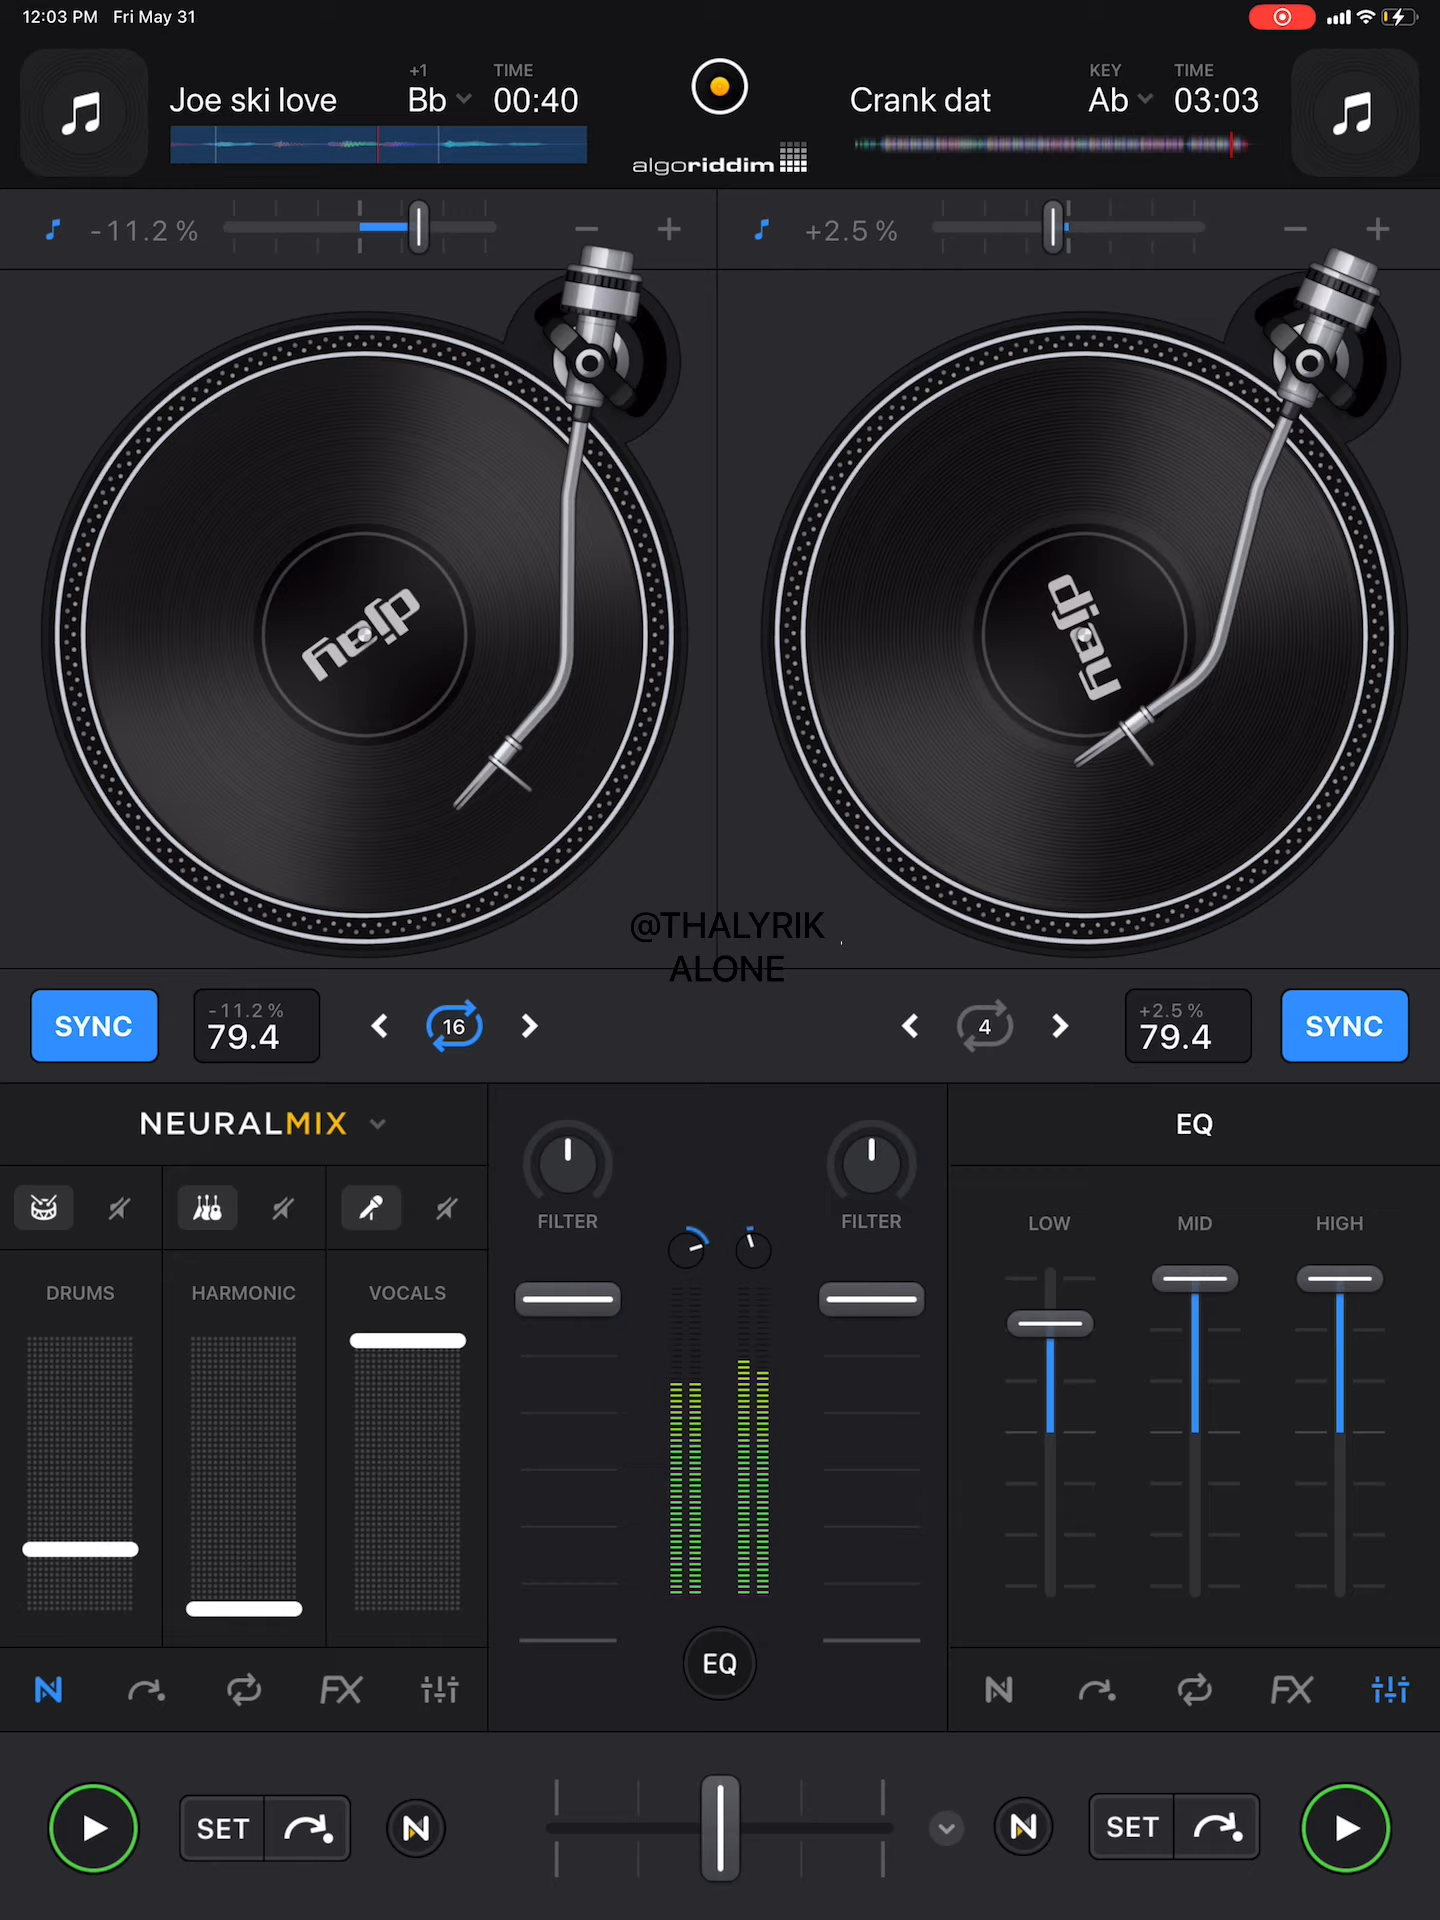 12:03 PM Fri May 31
Joe ski love
+1
Bb
TIME
00:40
algoriddim
Crank dat
KEY
Ab
TIME
03:03
-11.2 %
+2.5 %
djay
djay
@THALYRIK
ALONE
SYNC
-11.2 %
79.4
16
4
+2.5 %
79.4
SYNC
NEURALMIX
FILTER
FILTER
EQ
DRUMS
HARMONIC
VOCALS
LOW
MID
HIGH
EQ
N
FX
N
FX
SET
N
N
SET